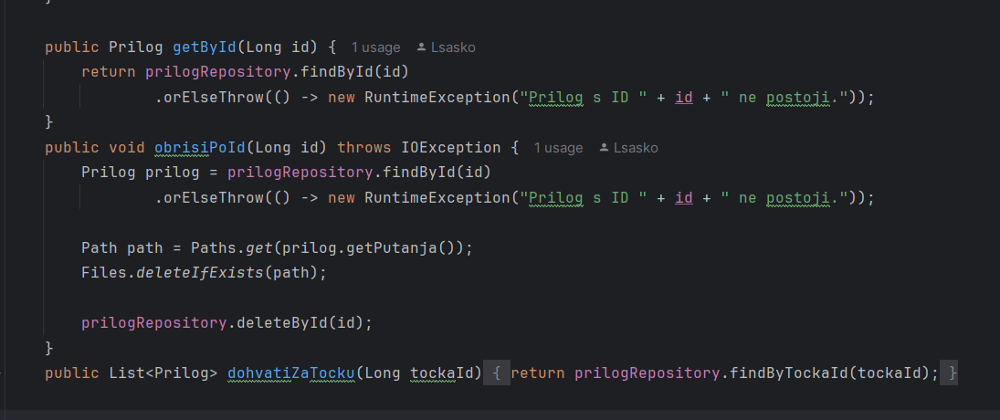 }
public Prilog getById(Long id) { 1 usage Lsasko
return prilogRepository.findById(id)
.orElseThrow(() -> new RuntimeException("Prilog s ID " + id + " ne postoji."));
}
public void obrisiPoId(Long id) throws IOException { 1 usage Lsasko
Prilog prilog = prilogRepository.findById(id)
.orElseThrow(() -> new RuntimeException("Prilog s ID " + id + " ne postoji."));
Path path = Paths.get(prilog.getPutanja());
Files.deleteIfExists(path);
prilogRepository.deleteById(id);
}
public List<Prilog> dohvatiZaTocku(Long tockaId) { return prilogRepository.findByTockaId(tockaId); }